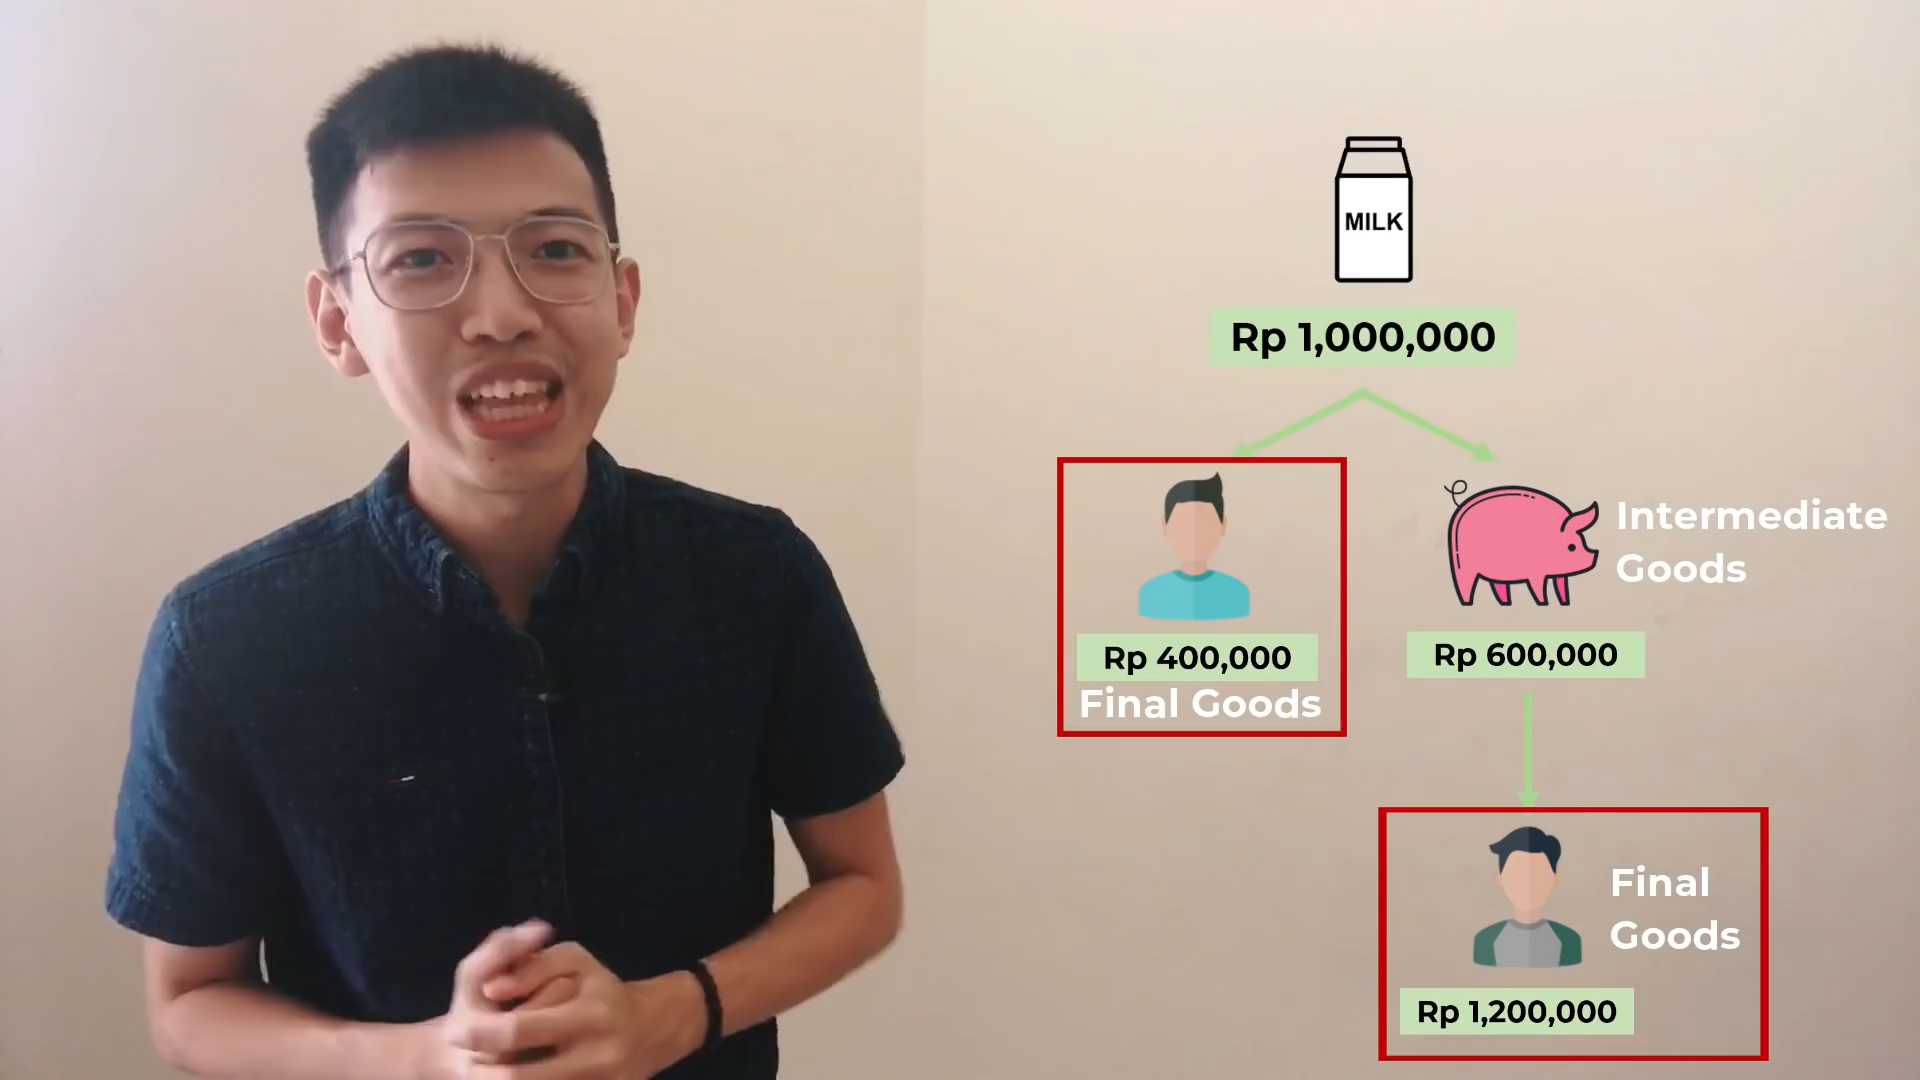 MILK
Rp 1,000,000
Intermediate
Goods
Rp 400,000
Final Goods
Rp 600,000
Final
Goods
Rp 1,200,000